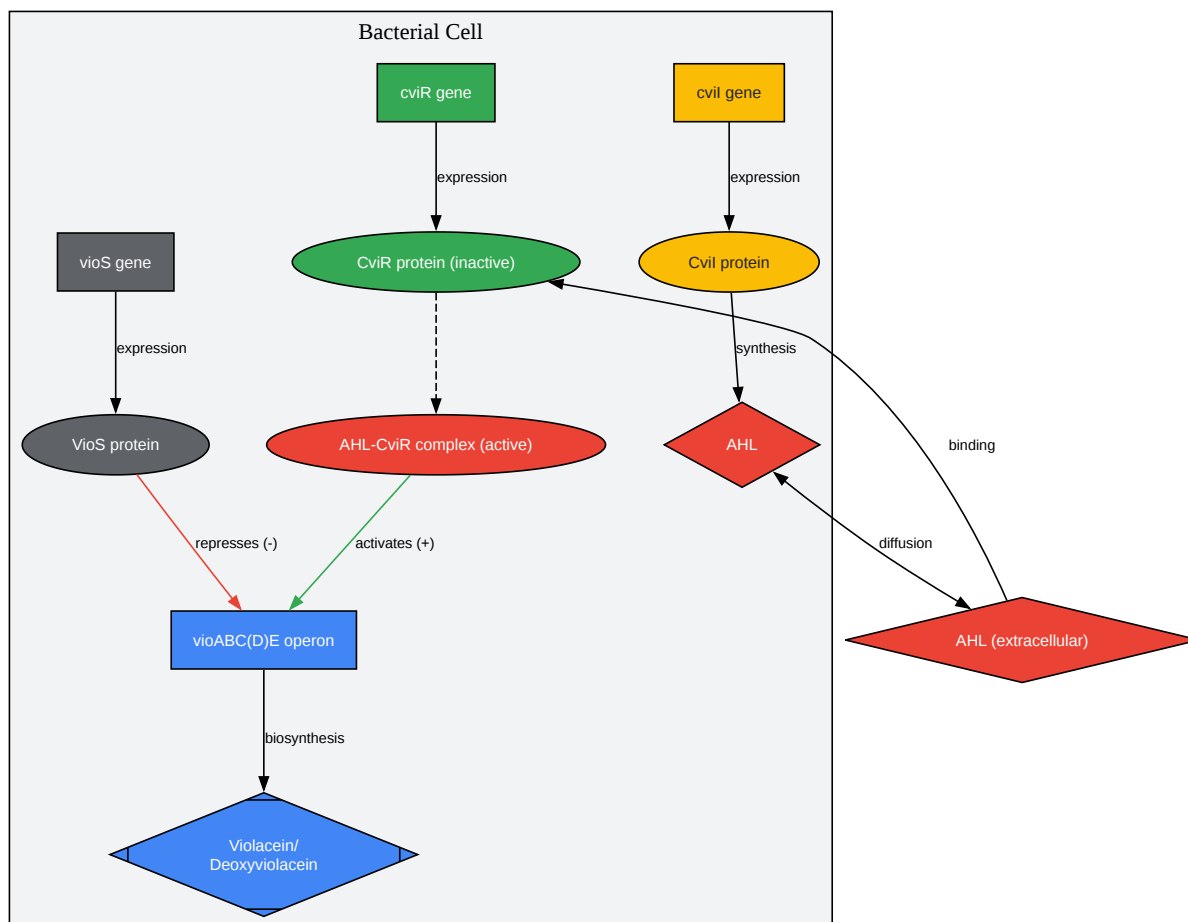 Bacterial Cell
cviR gene
cviI gene
expression
expression
vioS gene
CviR protein (inactive)
CviI protein
expression
synthesis
VioS protein
AHL-CviR complex (active)
AHL
binding
represses (-)
activates (+)
diffusion
vioABC(D)E operon
AHL (extracellular)
biosynthesis
Violacein/
Deoxyviolacein